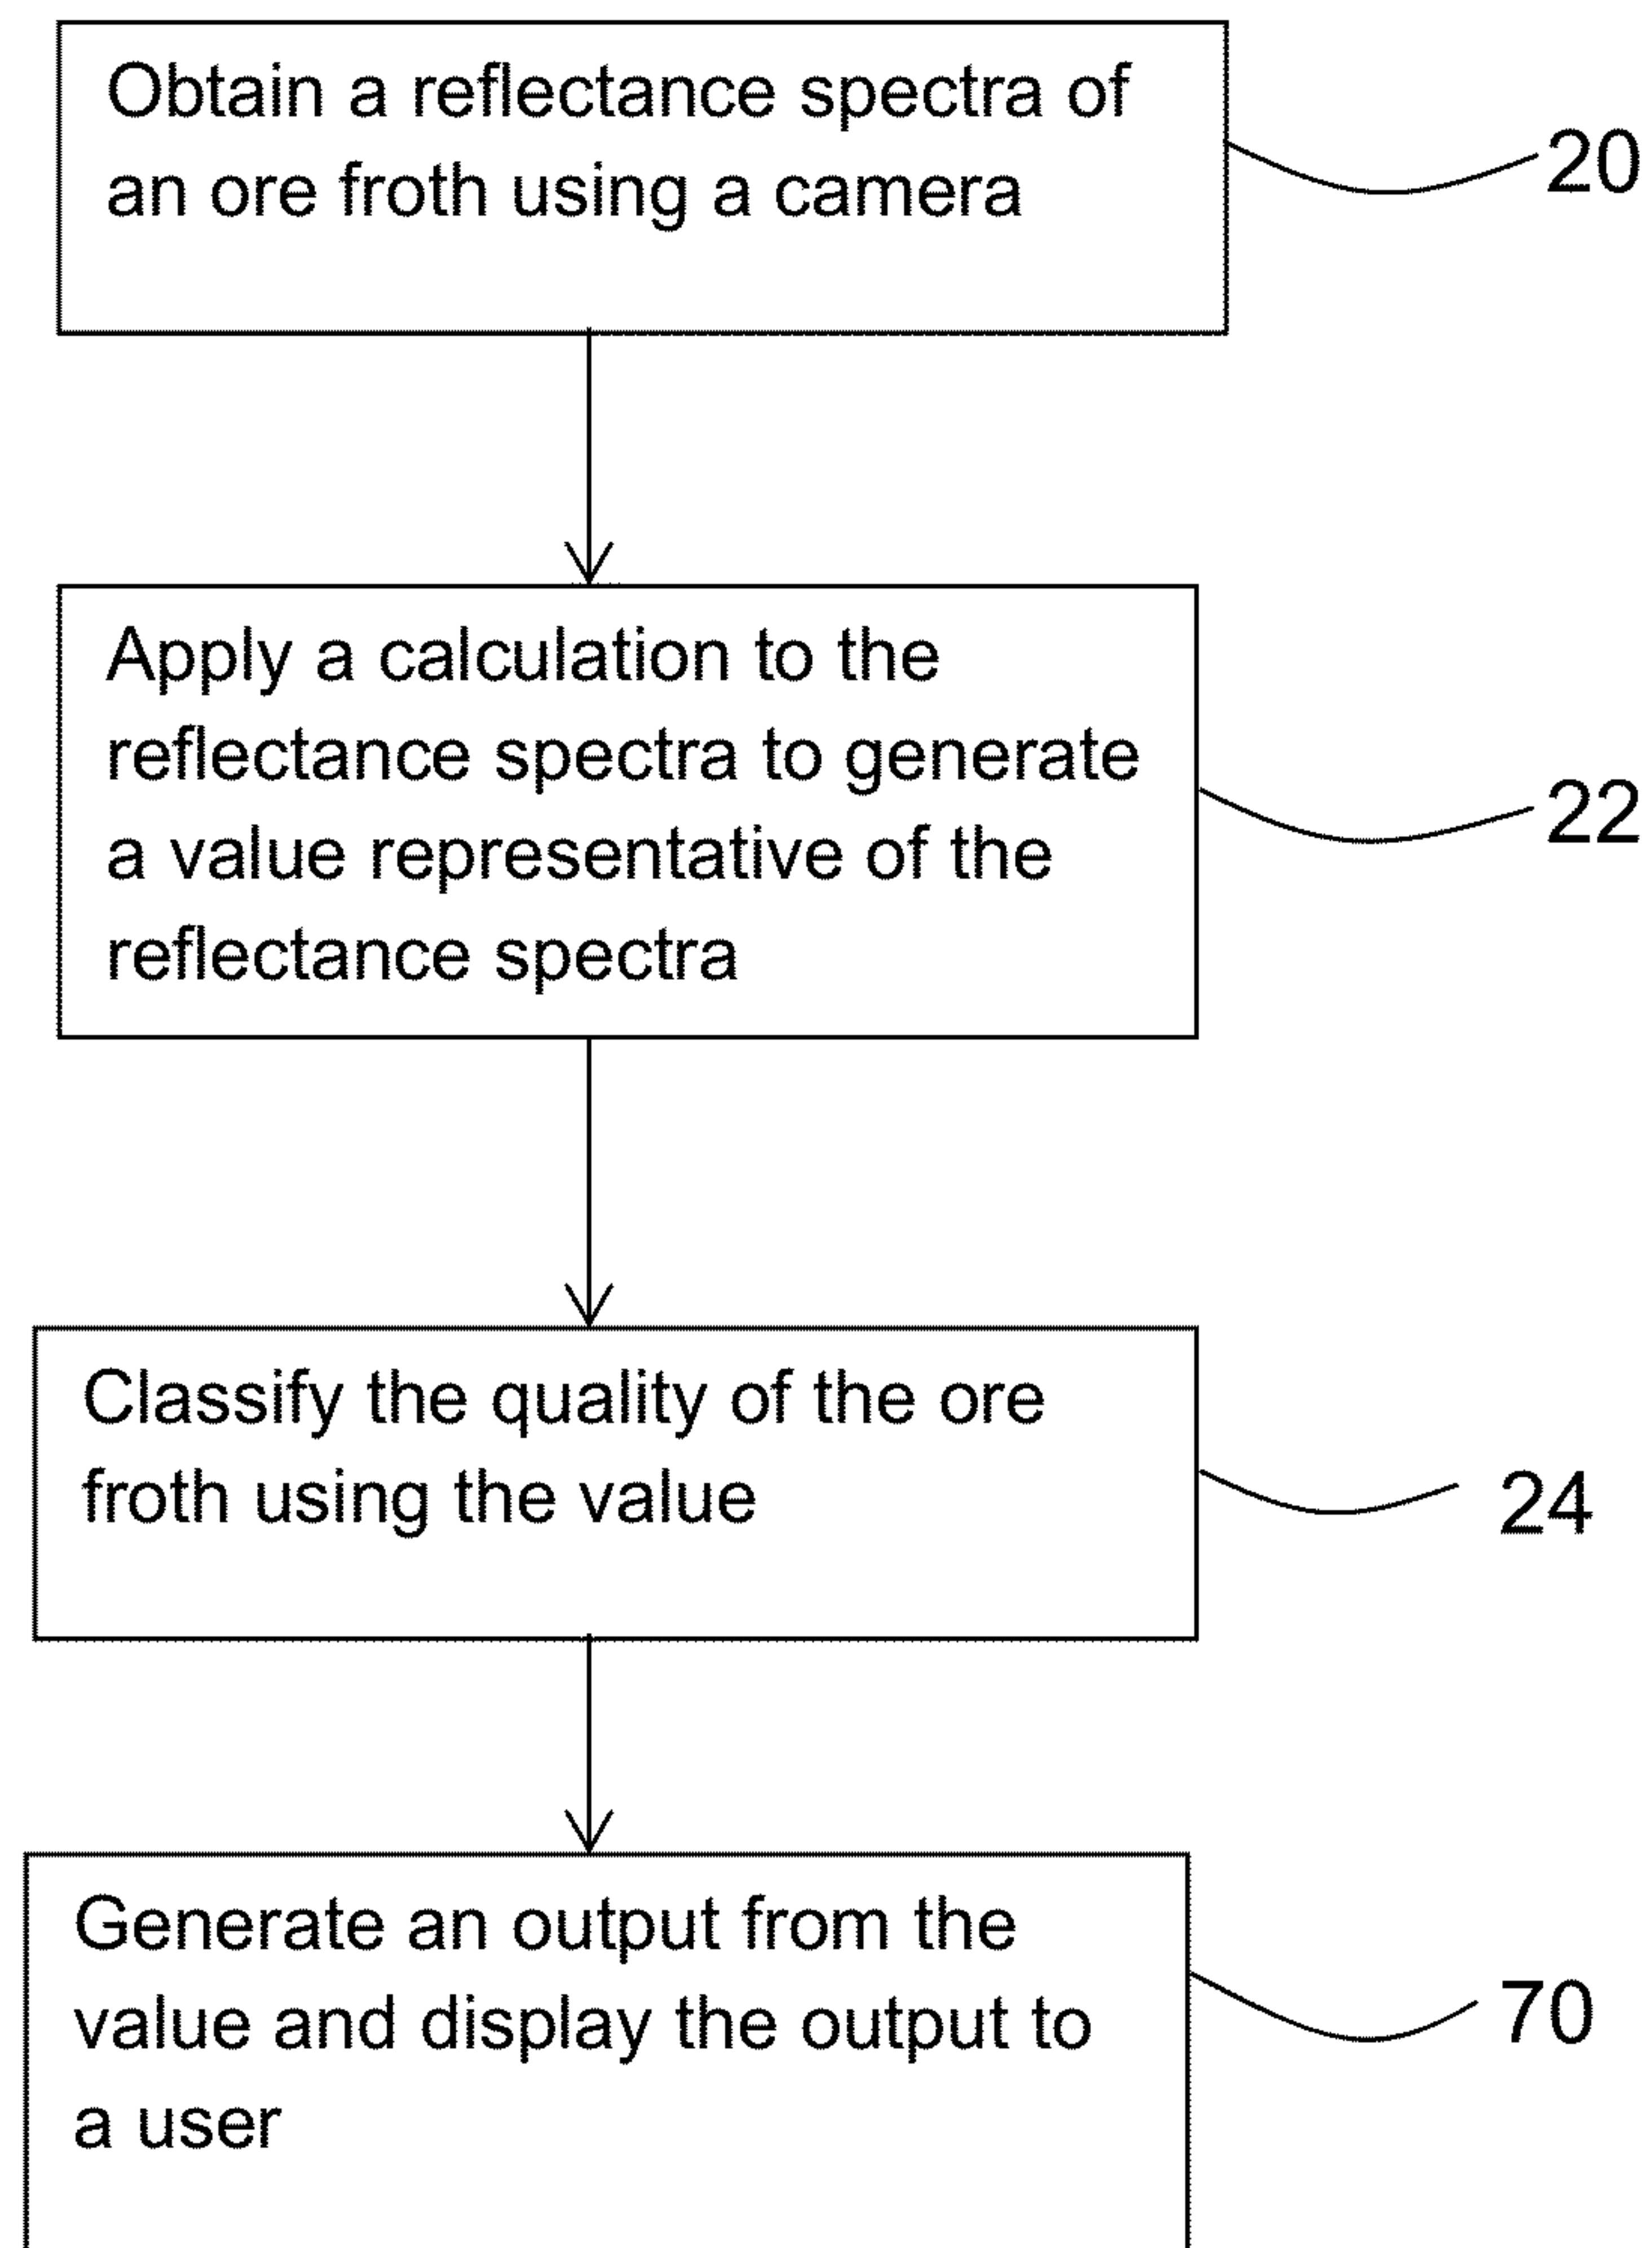 Obtain a reflectance spectra of
an ore froth using a camera
20
Apply a calculation to the
reflectance spectra to generate
a value representative of the
reflectance spectra
22
Classify the quality of the ore
froth using the value
24
Generate an output from the
value and display the output to
a user
70